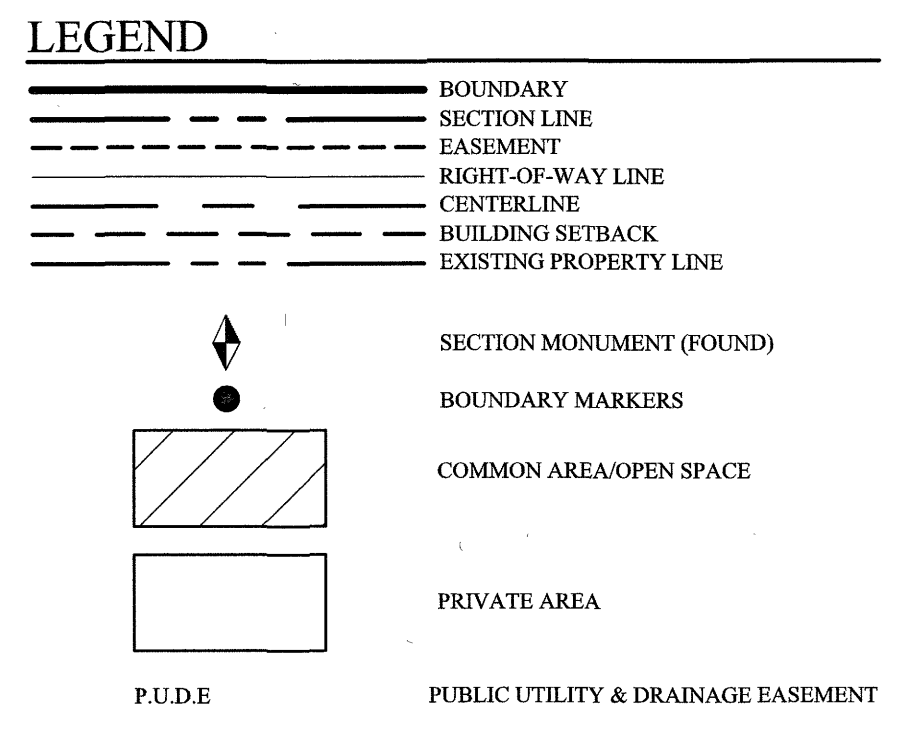 LEGEND
BOUNDARY
SECTION LINE
EASEMENT
RIGHT-OF-WAY LINE
CENTERLINE
BUILDING SETBACK
EXISTING PROPERTY LINE
SECTION MONUMENT (FOUND)
BOUNDARY MARKERS
COMMON AREA/OPEN SPACE
PRIVATE AREA
P.U.D.E PUBLIC UTILITY & DRAINAGE EASEMENT